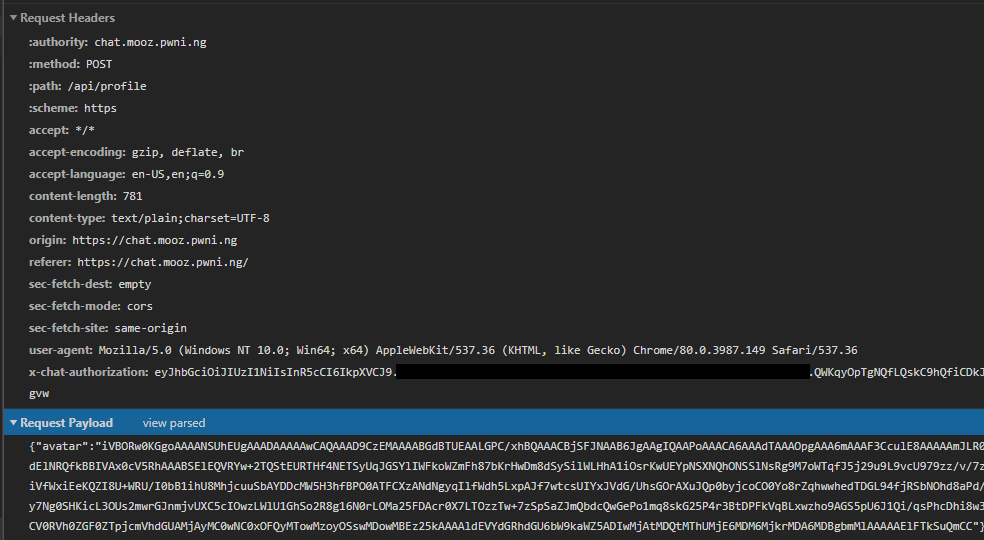 Request Headers
:authority: chat.mooz.pwni.ng
:method: POST
:path: /api/profile
:scheme: https
accept: */*
accept-encoding: gzip, deflate, br
accept-language: en-US,en;q=0.9
content-length: 781
content-type: text/plain;charset=UTF-8
origin: https://chat.mooz.pwni.ng
referer: https://chat.mooz.pwni.ng/
sec-fetch-dest: empty
sec-fetch-mode: cors
sec-fetch-site: same-origin
user-agent: Mozilla/5.0 (Windows NT 10.0; Win64; x64) AppleWebKit/537.36 (KHTML, like Gecko) Chrome/80.0.3987.149 Safari/537.36
x-chat-authorization: eyJhbGciOiJIUzI1NiIsInR5cCI6IkpXVCJ9. .QWKqyOpTgNQfLQskC9hQfiCDkJ
gvw
Request Payload view parsed
{"avatar":"iVBORw0KGgoAAAANSUhEUgAAADAAAAAwCAQAAAD9CzEMAAAABGdBTUEAALGPC/xhBQAAACBjSFJNAAB6JgAAgIQAAPoAAACA6AAAdTAAAOpgAAA6mAAAF3CculE8AAAAAmJLR0
dElNRQfkBBIVAx0cV5RhAAABSElEQVRYw+2TQStEURTHf4NETSyUqJGSYlIWFkoWZmFh87bKrHwDm8dySilWLHhA1iOsrKwUEYpNSXNQhONSSlNsRg9M7oWTqfJ5j29u9L9vcU979zz/v/7z
iVfWxiEeKQZI8U+WRU/I0bB1ihU8MhjcuuSbAYDDcMW5H3hfBPO0ATFCXzANdNgyqIlfWdh5LxpAJf7wtcsUIYxJVdG/UhsGOrAXuJQp0byjcoCO0Yo8rZqhwwhedTDGL94fjRSbNOhd8aPd/
y7Ng0SHKicL3OUs2mwrGJnmjvUXC5cIOwzLWlU1GhSo2R8g16N0rLOMa25FDAcr0X7LTOzzTw+7zSpSaZJmQbdcQwGePo1mq8skG25P4r3BtDPFkVqBLxwzho9AGS5pU6J1Qi/qsPhcDhi8w3
CV0RVh0ZGF0ZTpjcmVhdGUAMjAyMC0wNC0xOFQyMTowMzoyOSswMDowMBEz25kAAAAldEVYdGRhdGU6bW9kaWZ5ADIwMjAtMDQtMThUMjE6MDM6MjkrMDA6MDBgbmMlAAAAAElFTkSuQmCC"}